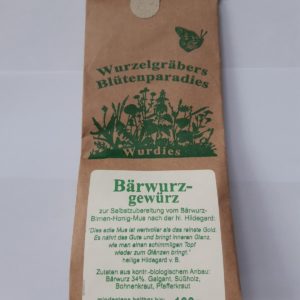 Wurzelgräbers
Blütenparadies
Wurdies
Bärwurz-
gewürz
zur Selbstzubereitung vom Bärwurz-
Birnen-Honig-Mus nach der hl. Hildegard:
"Dies edle Mus ist wertvoller als das reinste Gold.
Es nährt das Gute und bringt inneren Glanz,
wie man einen schimmligen Topf
wieder zum Glänzen bringt."
heilige Hildegard v. B.
Zutaten aus kontr.-biologischem Anbau:
Bärwurz 34%, Galgant, Süßholz,
Bohnenkraut, Pfefferkraut